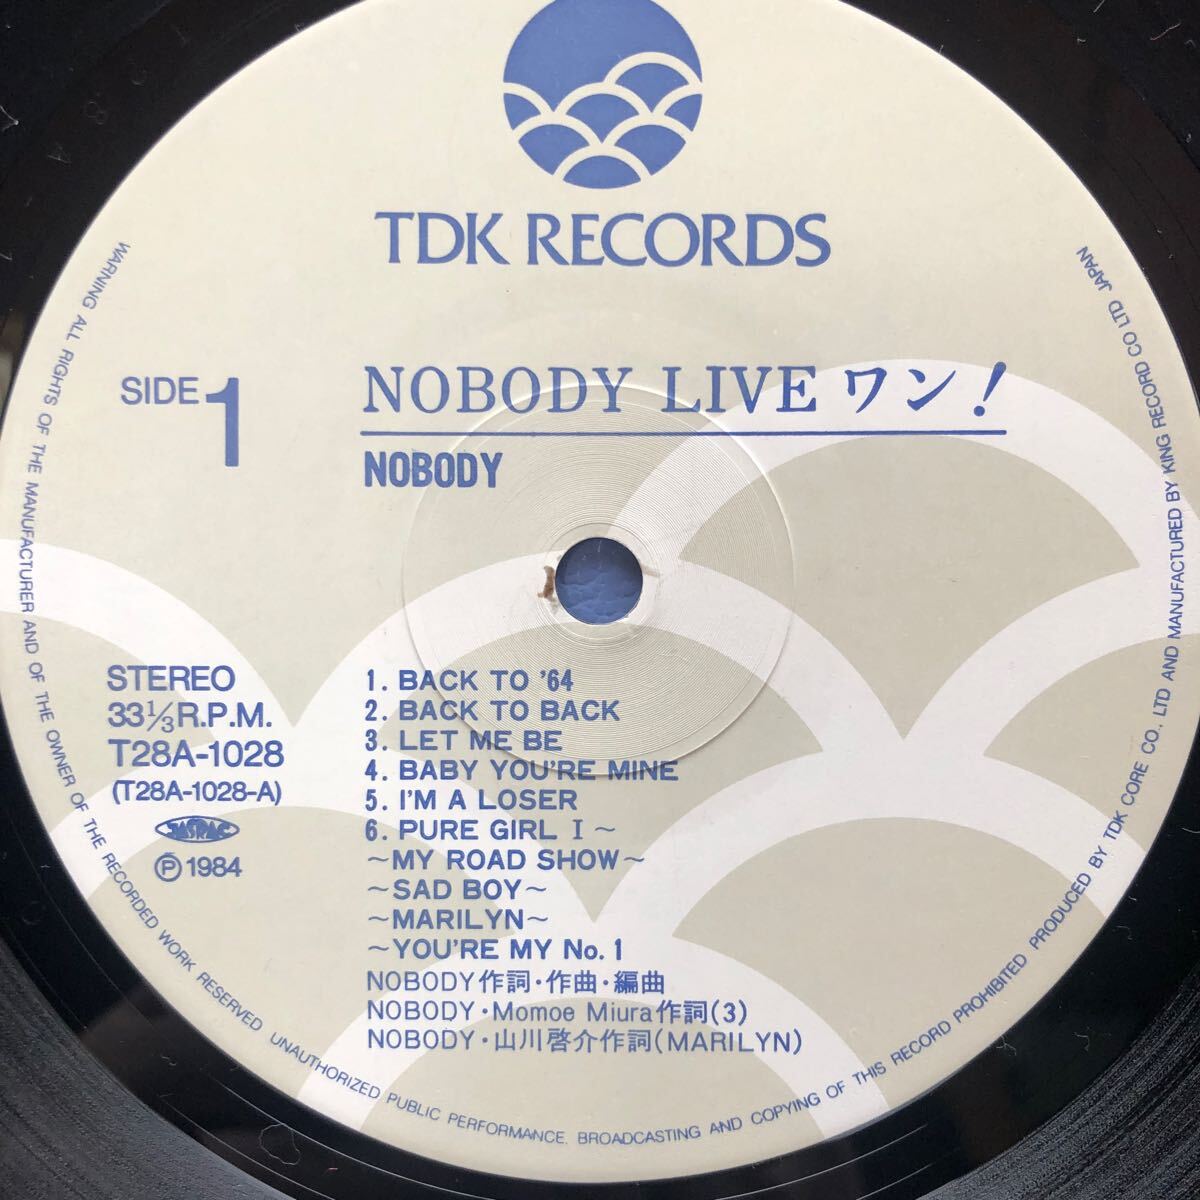 TDK RECORDS
SIDE 1
NOBODY LIVE ワン!
NOBODY
STEREO
33⅓R.P.M.
T28A-1028
(T28A-1028-A)
JASRAC
Ⓟ1984
1. BACK TO '64
2. BACK TO BACK
3. LET ME BE
4. BABY YOU'RE MINE
5. I'M A LOSER
6. PURE GIRL I～
～MY ROAD SHOW～
～SAD BOY～
～MARILYN～
～YOU'RE MY No.1
NOBODY作詞・作曲・編曲
NOBODY・Momoe Miura作詞(3)
NOBODY・山川啓介作詞(MARILYN)
WARNING ALL RIGHTS OF THE MANUFACTURER AND OF THE OWNER OF THE RECORDED WORK RESERVED UNAUTHORIZED PUBLIC PERFORMANCE. BROADCASTING AND COPYING OF THIS RECORD PROHIBITED PRODUCED BY TDK CORE CO., LTD AND MANUFACTURED BY KING RECORD CO LTD JAPAN